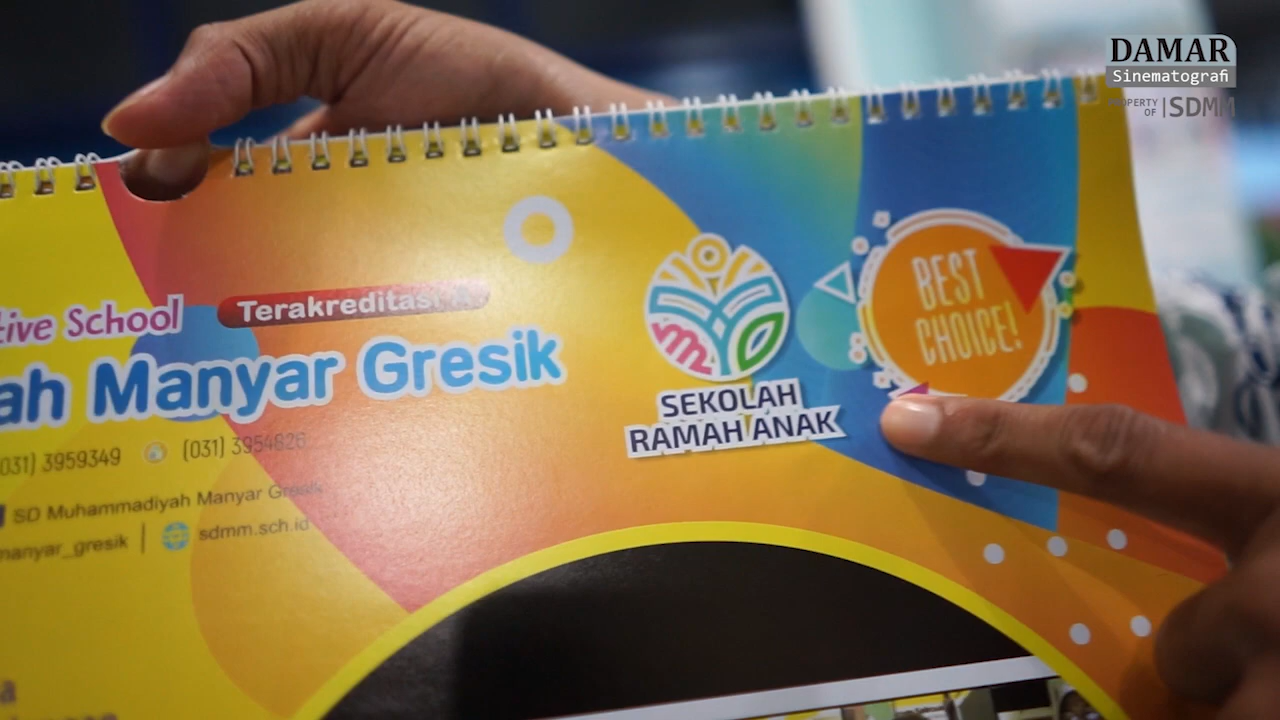 DAMAR
Sinematografi
PROPERTY OF | SDMM
tive School
Terakreditasi A
ah Manyar Gresik
(031) 3959349 (031) 3954826
SD Muhammadiyah Manyar Gresik
manyar_gresik | sdmm.sch.id
SEKOLAH
RAMAH ANAK
BEST
CHOICE!